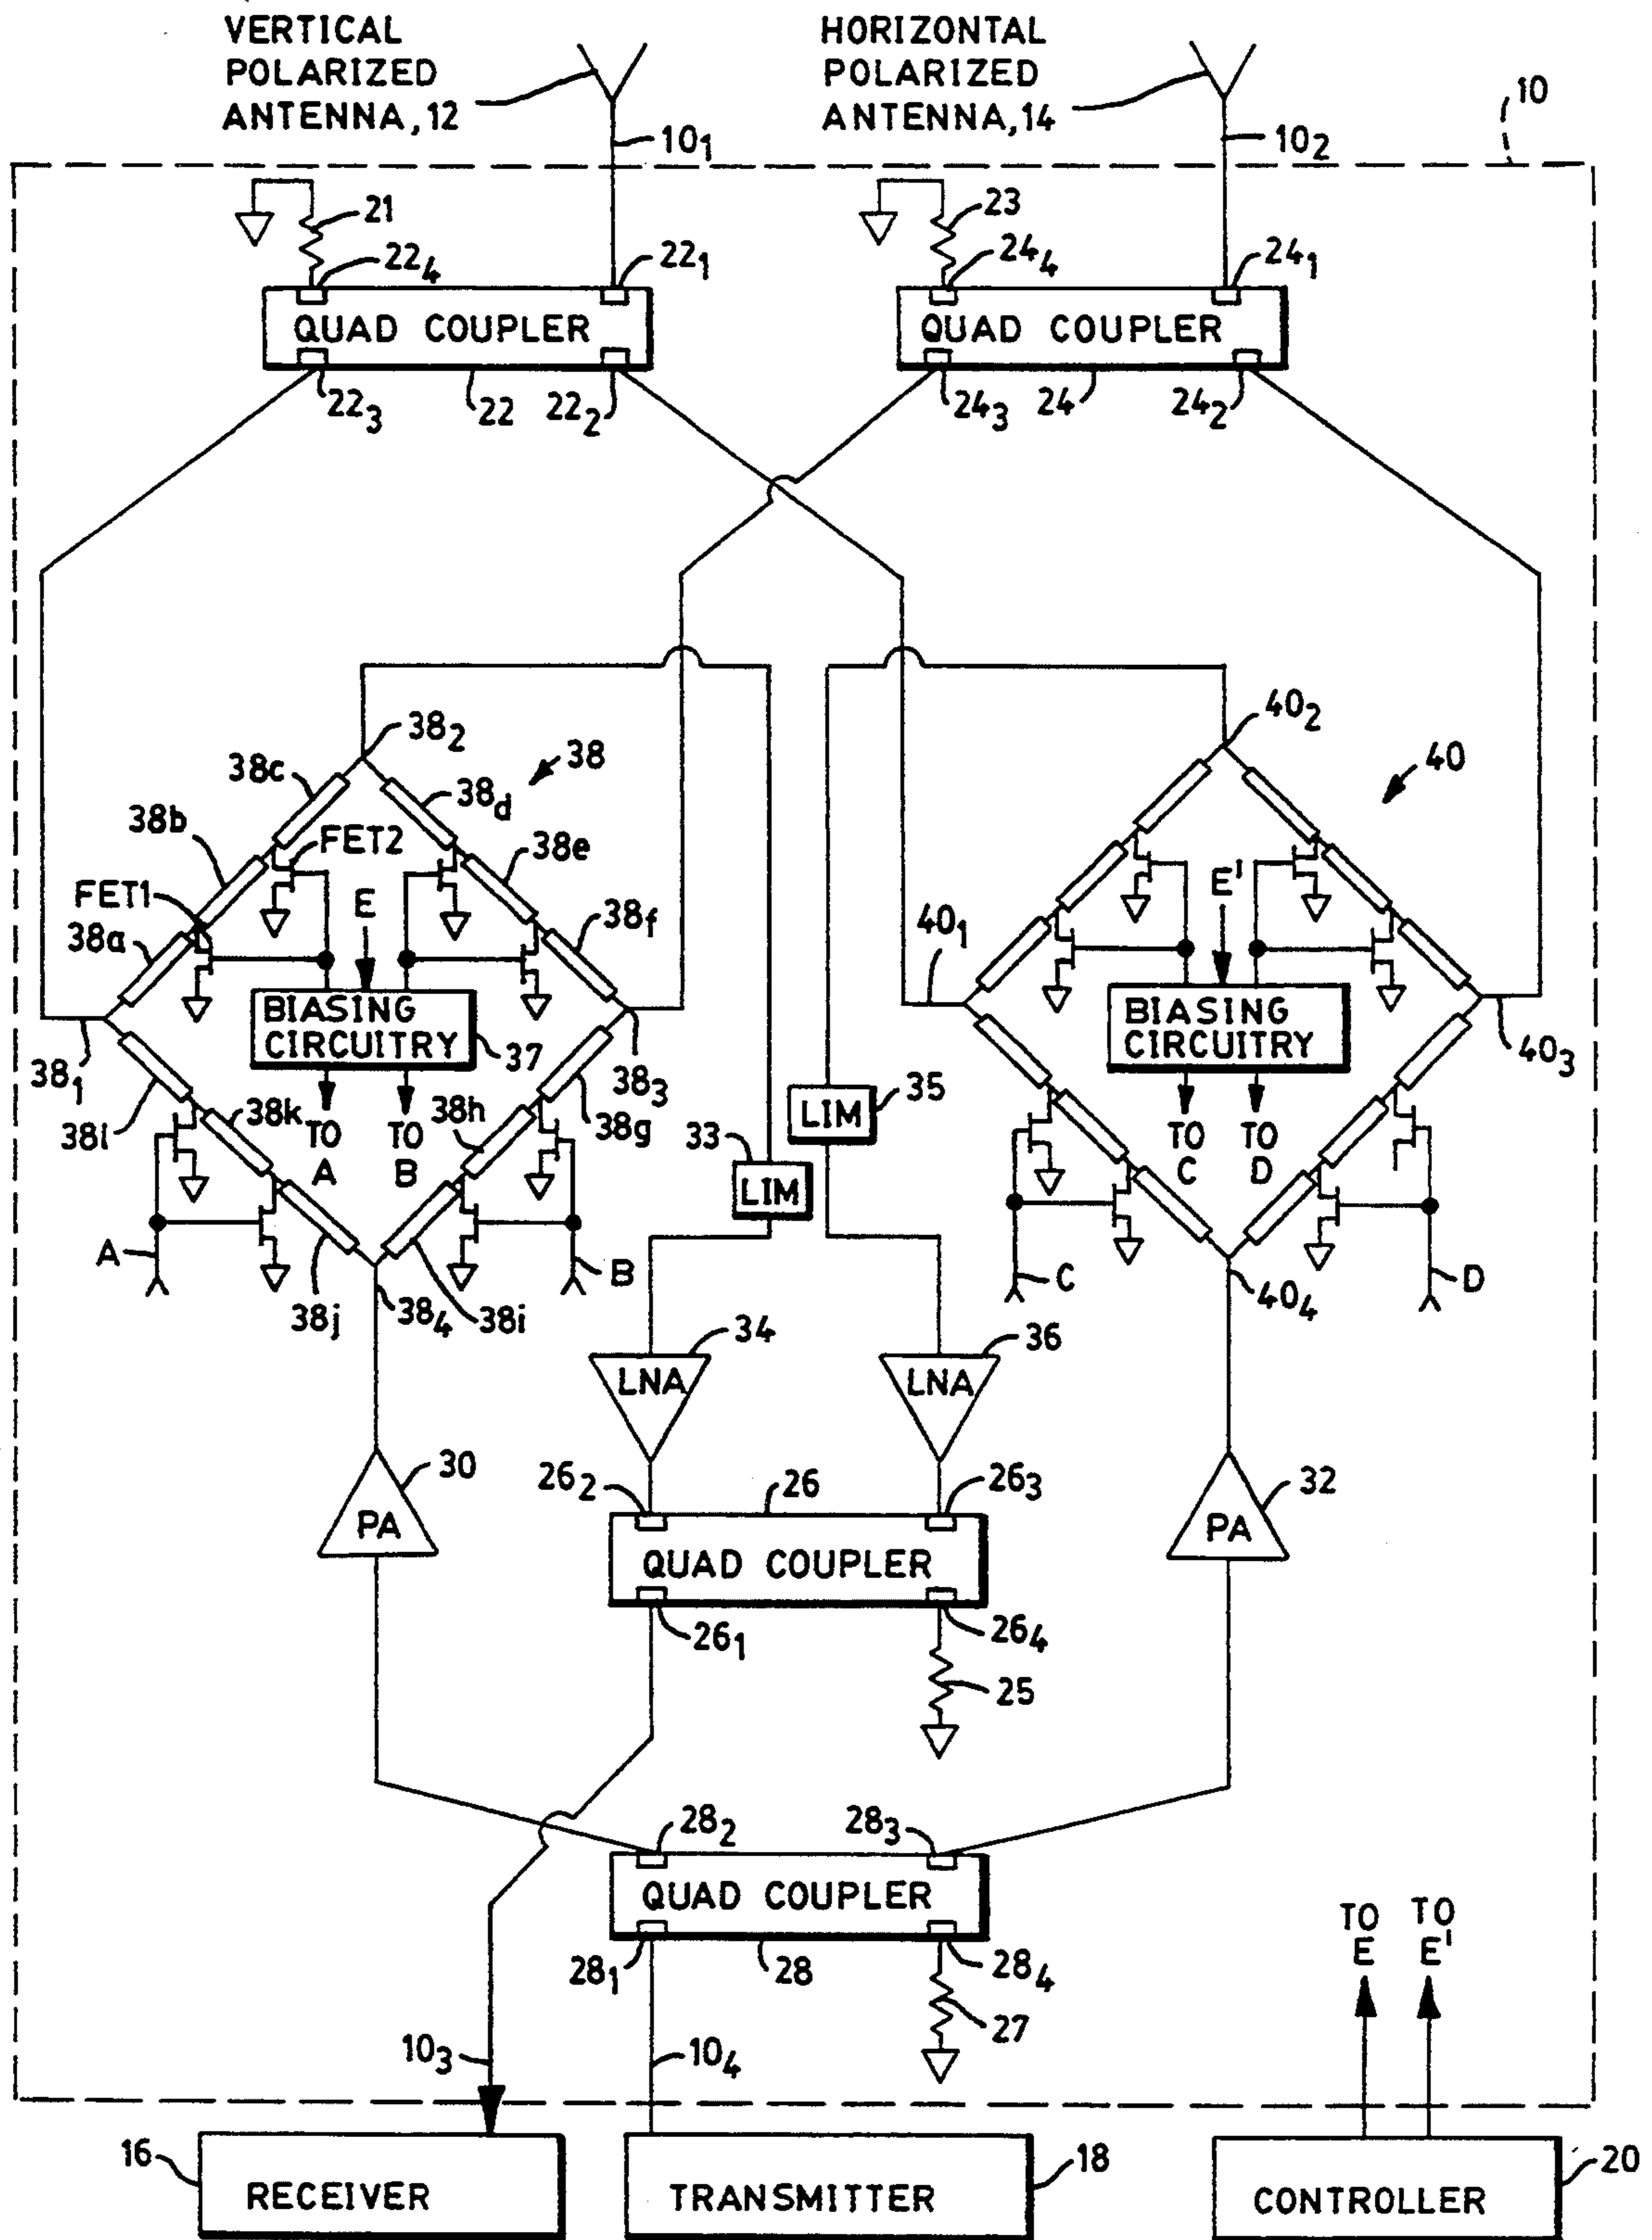 VERTICAL
POLARIZED
ANTENNA, 12
HORIZONTAL
POLARIZED
ANTENNA, 14
10₁
10₂
10
21
22₄
22₁
23
24₄
24₁
QUAD COUPLER
QUAD COUPLER
22₃
22
22₂
24₃
24
24₂
38₂
38
38c
38d
38b
FET2
38e
FET1
E
38f
38a
BIASING
CIRCUITRY
37
38₁
38₃
38l
38k
TO
A
TO
B
38h
38g
A
B
38j
38₄
38i
40₂
40
E'
40₁
BIASING
CIRCUITRY
40₃
TO
C
TO
D
C
D
40₄
33
LIM
35
LIM
34
LNA
36
LNA
30
PA
32
PA
26₂
26
26₃
QUAD COUPLER
26₁
26₄
25
28₂
28₃
QUAD COUPLER
28₁
28
28₄
27
TO
E
TO
E'
10₃
10₄
16
RECEIVER
TRANSMITTER
18
CONTROLLER
20